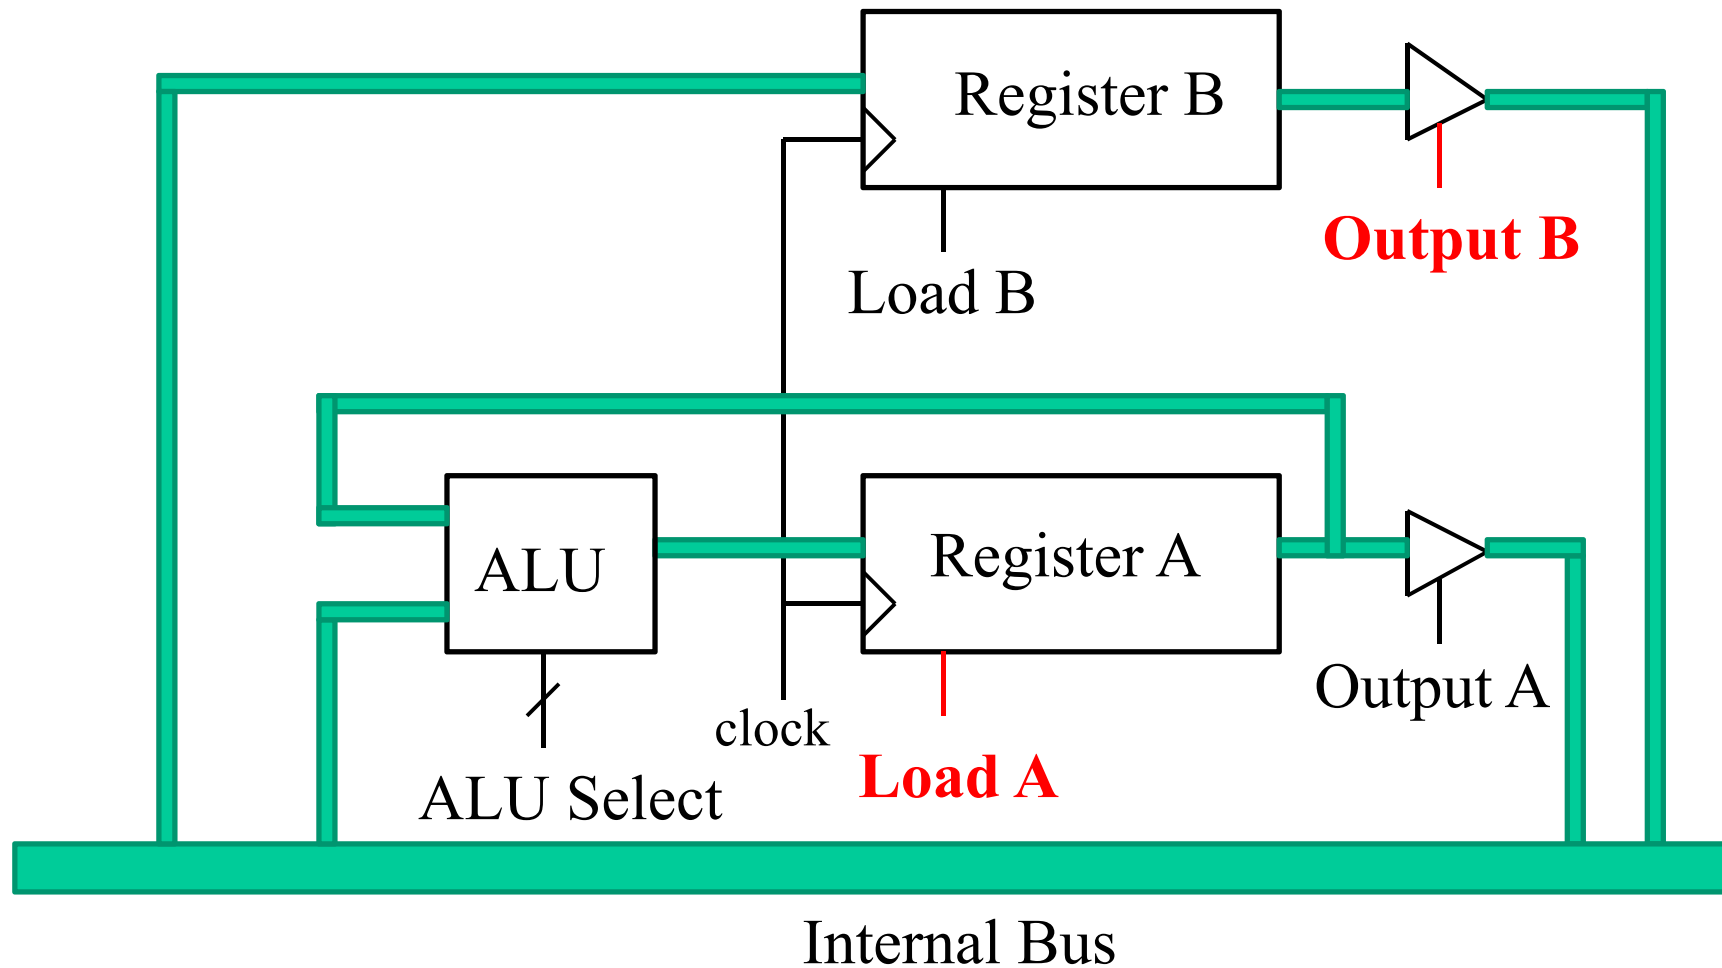 Register B
Output B
Load B
ALU
Register A
Output A
clock
Load A
ALU Select
Internal Bus